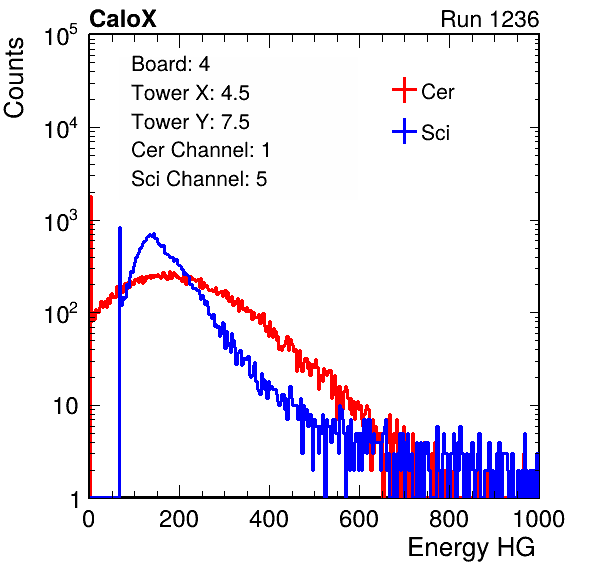 CaloX Run 1236
Counts
Board: 4
Tower X: 4.5
Tower Y: 7.5
Cer Channel: 1
Sci Channel: 5
Cer
Sci
10^5
10^4
10^3
10^2
10
1
0 200 400 600 800 1000
Energy HG